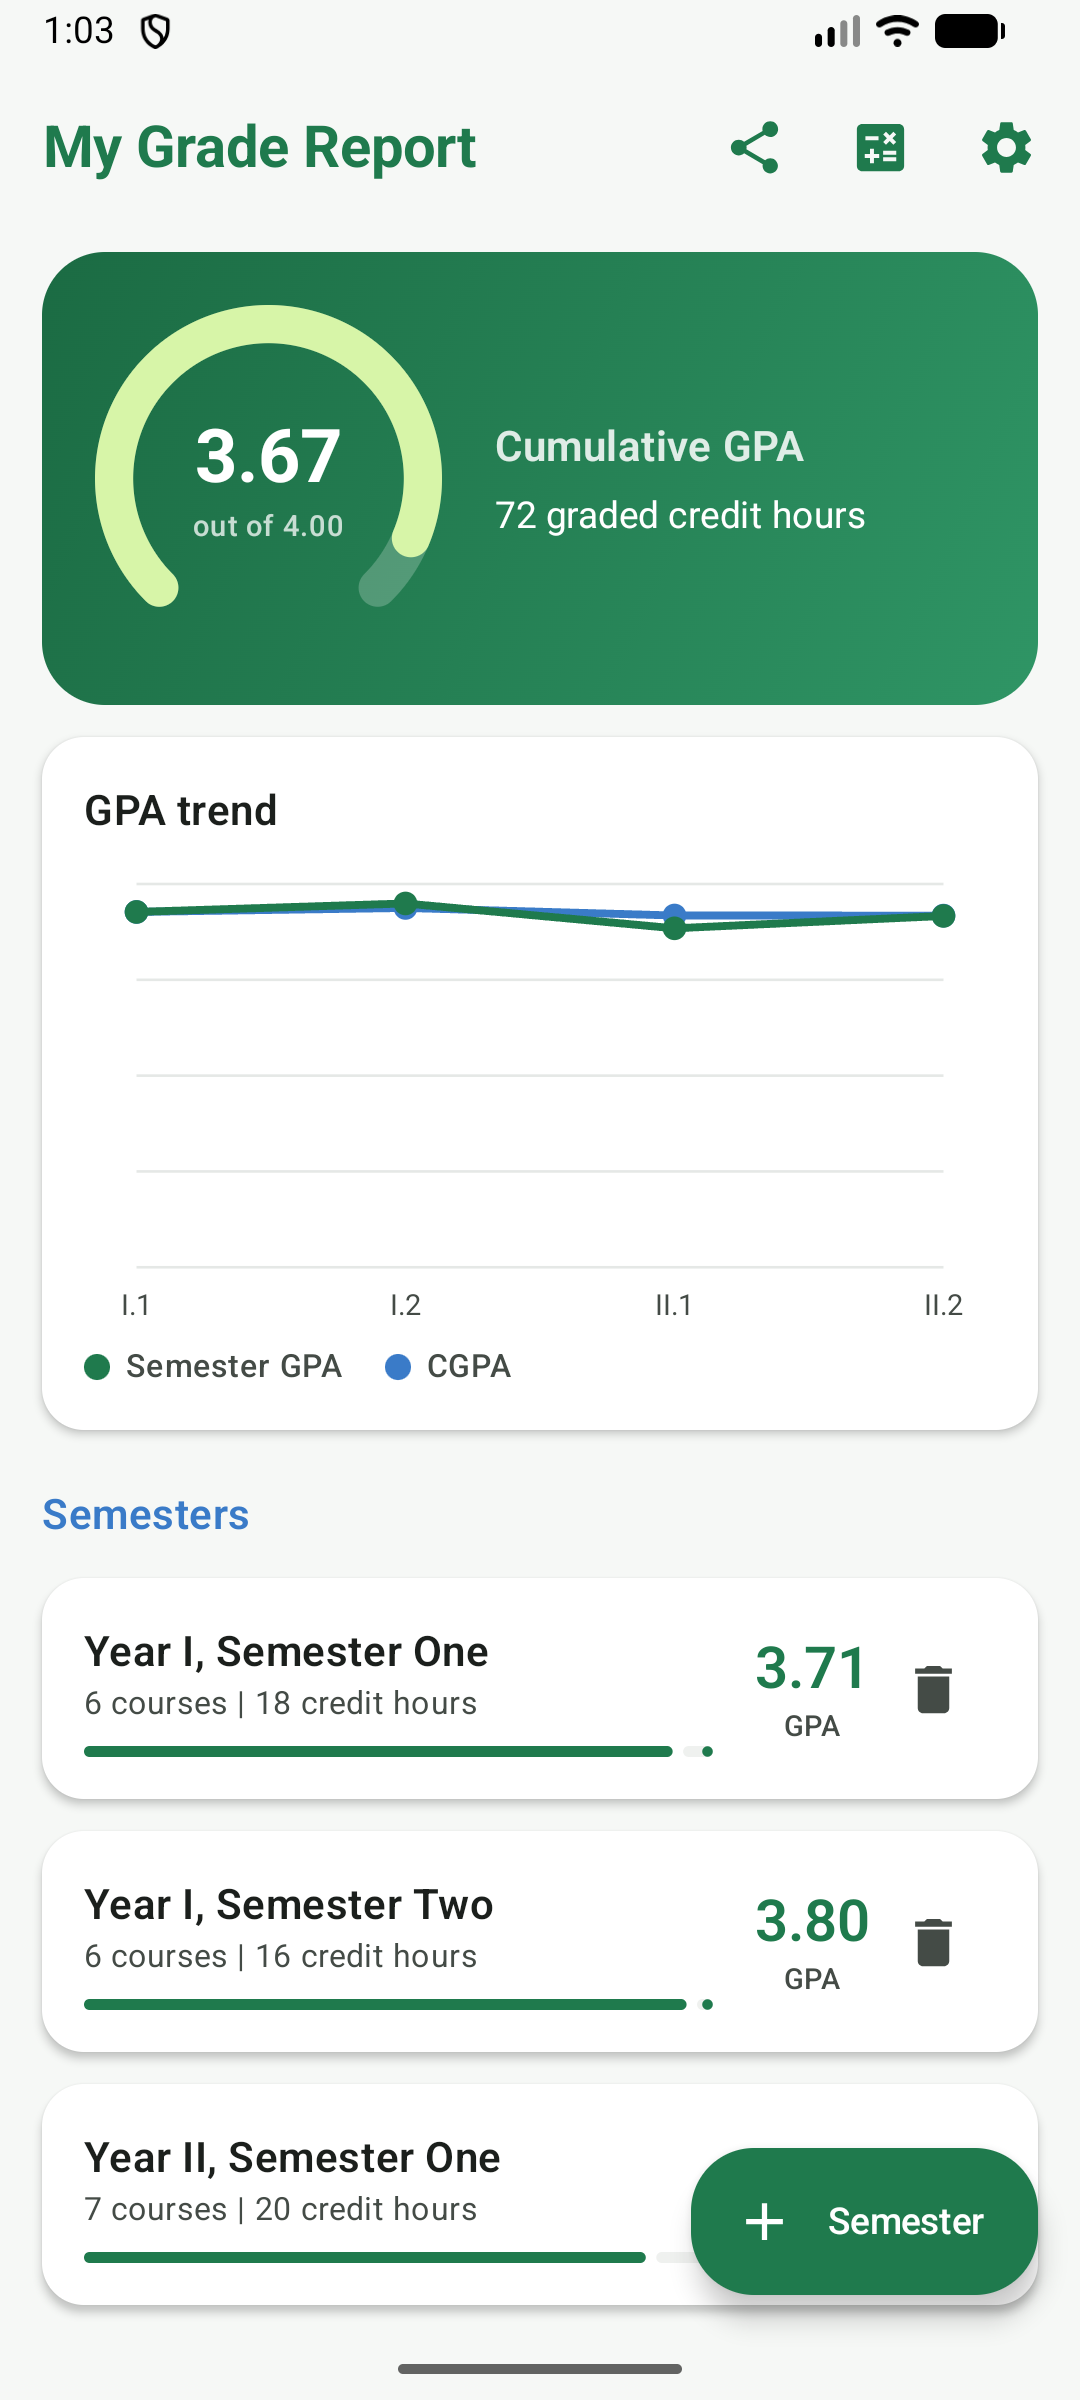 1:03
My Grade Report
3.67
out of 4.00
Cumulative GPA
72 graded credit hours
GPA trend
I.1
I.2
II.1
II.2
Semester GPA
CGPA
Semesters
Year I, Semester One
6 courses | 18 credit hours
3.71
GPA
Year I, Semester Two
6 courses | 16 credit hours
3.80
GPA
Year II, Semester One
7 courses | 20 credit hours
Semester